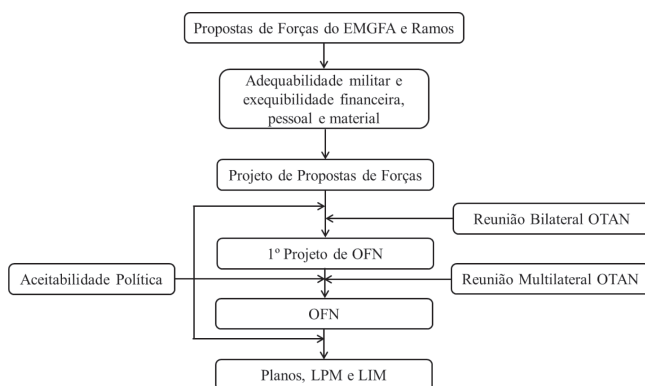 Propostas de Forças do EMGFA e Ramos
Adequabilidade militar e
exequibilidade financeira,
pessoal e material
Projeto de Propostas de Forças
Reunião Bilateral OTAN
1º Projeto de OFN
Aceitabilidade Política
Reunião Multilateral OTAN
OFN
Planos, LPM e LIM